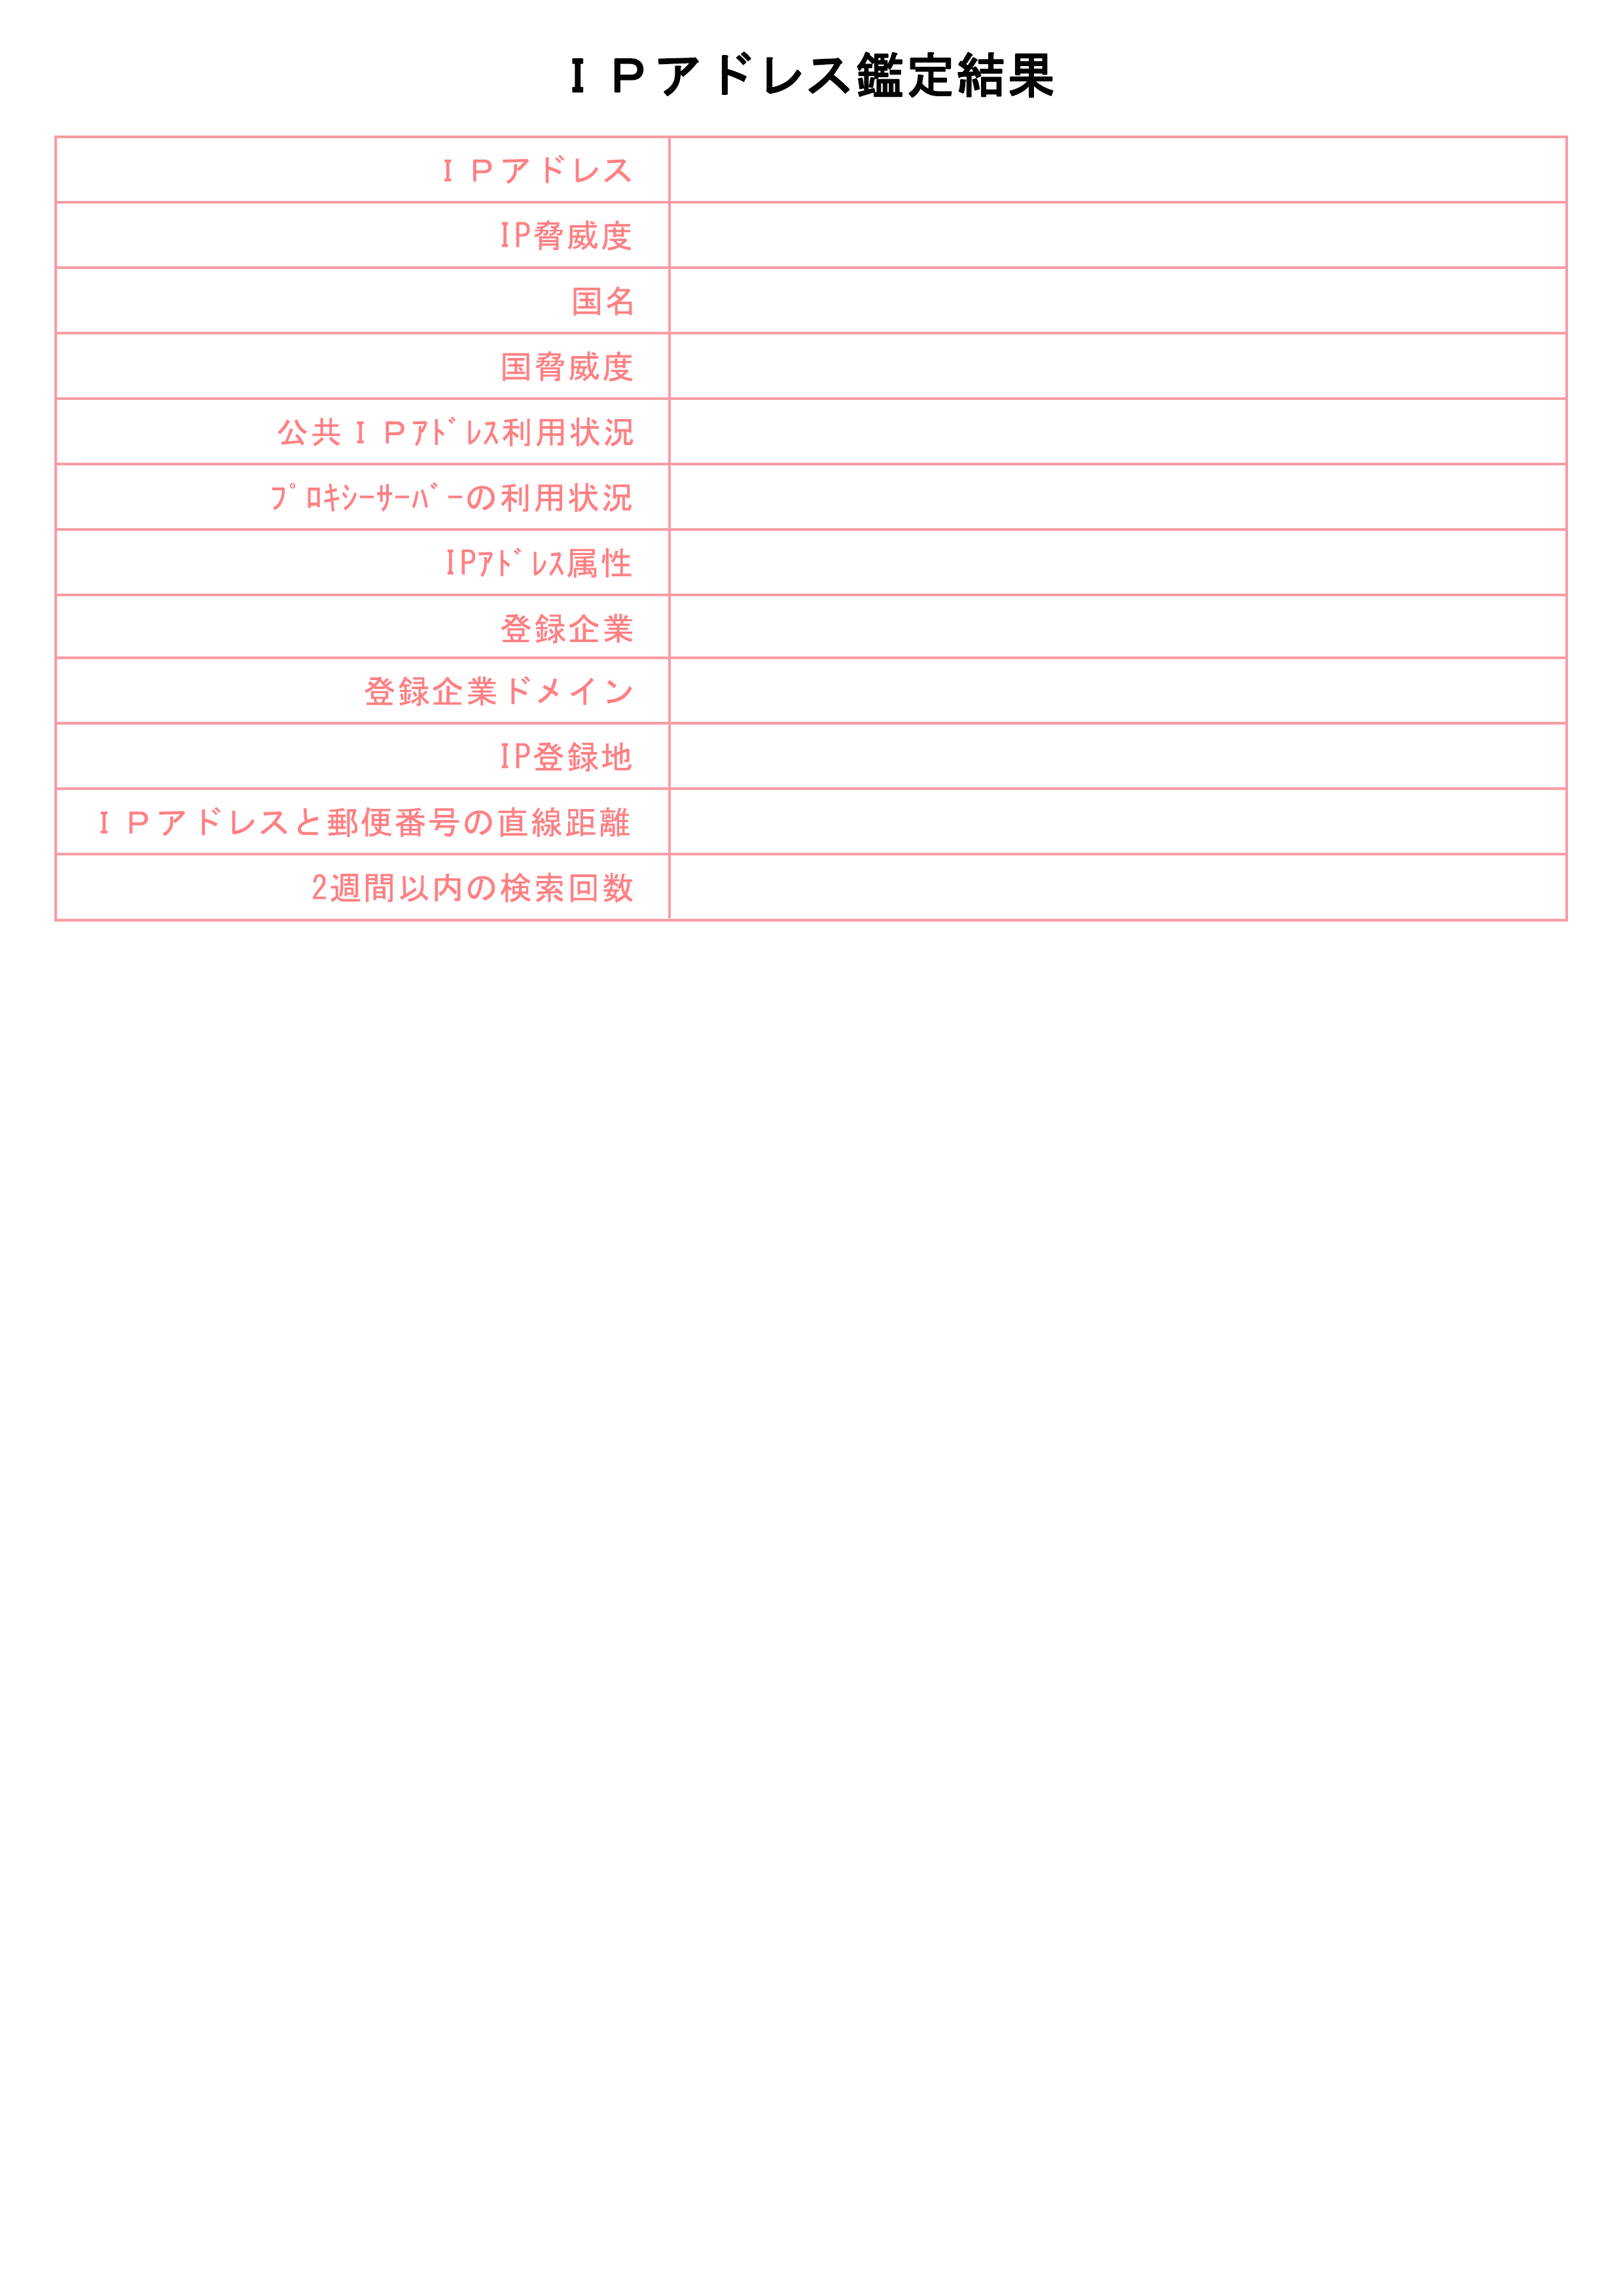 ＩＰアドレス鑑定結果
ＩＰアドレス
IP脅威度
国名
国脅威度
公共ＩＰｱﾄﾞﾚｽ利用状況
ﾌﾟﾛｷｼｰサーﾊﾞｰの利用状況
IPｱﾄﾞﾚｽ属性
登録企業
登録企業ドメイン
IP登録地
ＩＰアドレスと郵便番号の直線距離
2週間以内の検索回数